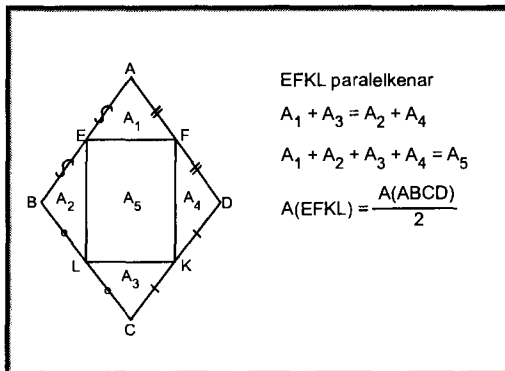 A
A₁
E
F
B
A₂
A₅
A₄
D
L
A₃
K
C
EFKL paralelkenar
A₁ + A₃ = A₂ + A₄
A₁ + A₂ + A₃ + A₄ = A₅
A(EFKL) = A(ABCD) / 2